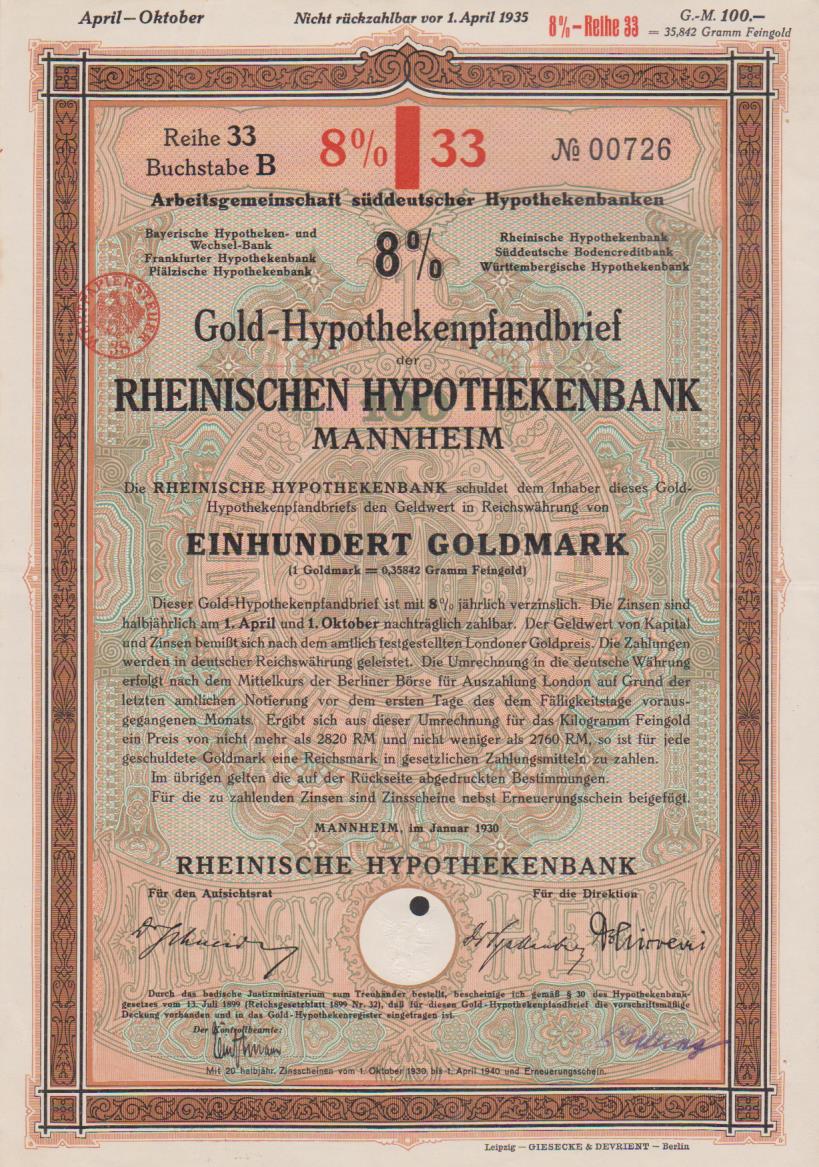 April – Oktober
Nicht rückzahlbar vor 1. April 1935
8%-Reihe 33
G.-M. 100.—
= 35,842 Gramm Feingold
Reihe 33
Buchstabe B
8% 33
№ 00726
Arbeitsgemeinschaft süddeutscher Hypothekenbanken
Bayerische Hypotheken- und
Wechsel-Bank
Frankfurter Hypothekenbank
Pfälzische Hypothekenbank
8%
Rheinische Hypothekenbank
Süddeutsche Bodencreditbank
Württembergische Hypothekenbank
WERTPAPIERSTEUER
38
Gold-Hypothekenpfandbrief
der
RHEINISCHEN HYPOTHEKENBANK
100
MANNHEIM
Die RHEINISCHE HYPOTHEKENBANK schuldet dem Inhaber dieses Gold-
Hypothekenpfandbriefs den Geldwert in Reichswährung von
EINHUNDERT GOLDMARK
(1 Goldmark = 0,35842 Gramm Feingold)
Dieser Gold-Hypothekenpfandbrief ist mit 8% jährlich verzinslich. Die Zinsen sind
halbjährlich am 1. April und 1. Oktober nachträglich zahlbar. Der Geldwert von Kapital
und Zinsen bemißt sich nach dem amtlich festgestellten Londoner Goldpreis. Die Zahlungen
werden in deutscher Reichswährung geleistet. Die Umrechnung in die deutsche Währung
erfolgt nach dem Mittelkurs der Berliner Börse für Auszahlung London auf Grund der
letzten amtlichen Notierung vor dem ersten Tage des dem Fälligkeitstage voraus-
gegangenen Monats. Ergibt sich aus dieser Umrechnung für das Kilogramm Feingold
ein Preis von nicht mehr als 2820 RM und nicht weniger als 2760 RM, so ist für jede
geschuldete Goldmark eine Reichsmark in gesetzlichen Zahlungsmitteln zu zahlen.
Im übrigen gelten die auf der Rückseite abgedruckten Bestimmungen.
Für die zu zahlenden Zinsen sind Zinsscheine nebst Erneuerungsschein beigefügt.
MANNHEIM, im Januar 1930
RHEINISCHE HYPOTHEKENBANK
Für den Aufsichtsrat
Für die Direktion
MANNHEIM
Durch das badische Justizministerium zum Treuhänder bestellt, bescheinige ich gemäß § 30 des Hypothekenbank-
gesetzes vom 13. Juli 1899 (Reichsgesetzblatt 1899 Nr. 32), daß für diesen Gold-Hypothekenpfandbrief die vorschriftsmäßige
Deckung vorhanden und in das Gold-Hypothekenregister eingetragen ist.
Der Kontrollbeamte:
Mit 20 halbjähr. Zinsscheinen vom 1. Oktober 1930 bis 1. April 1940 und Erneuerungsschein.
Leipzig — GIESECKE & DEVRIENT — Berlin